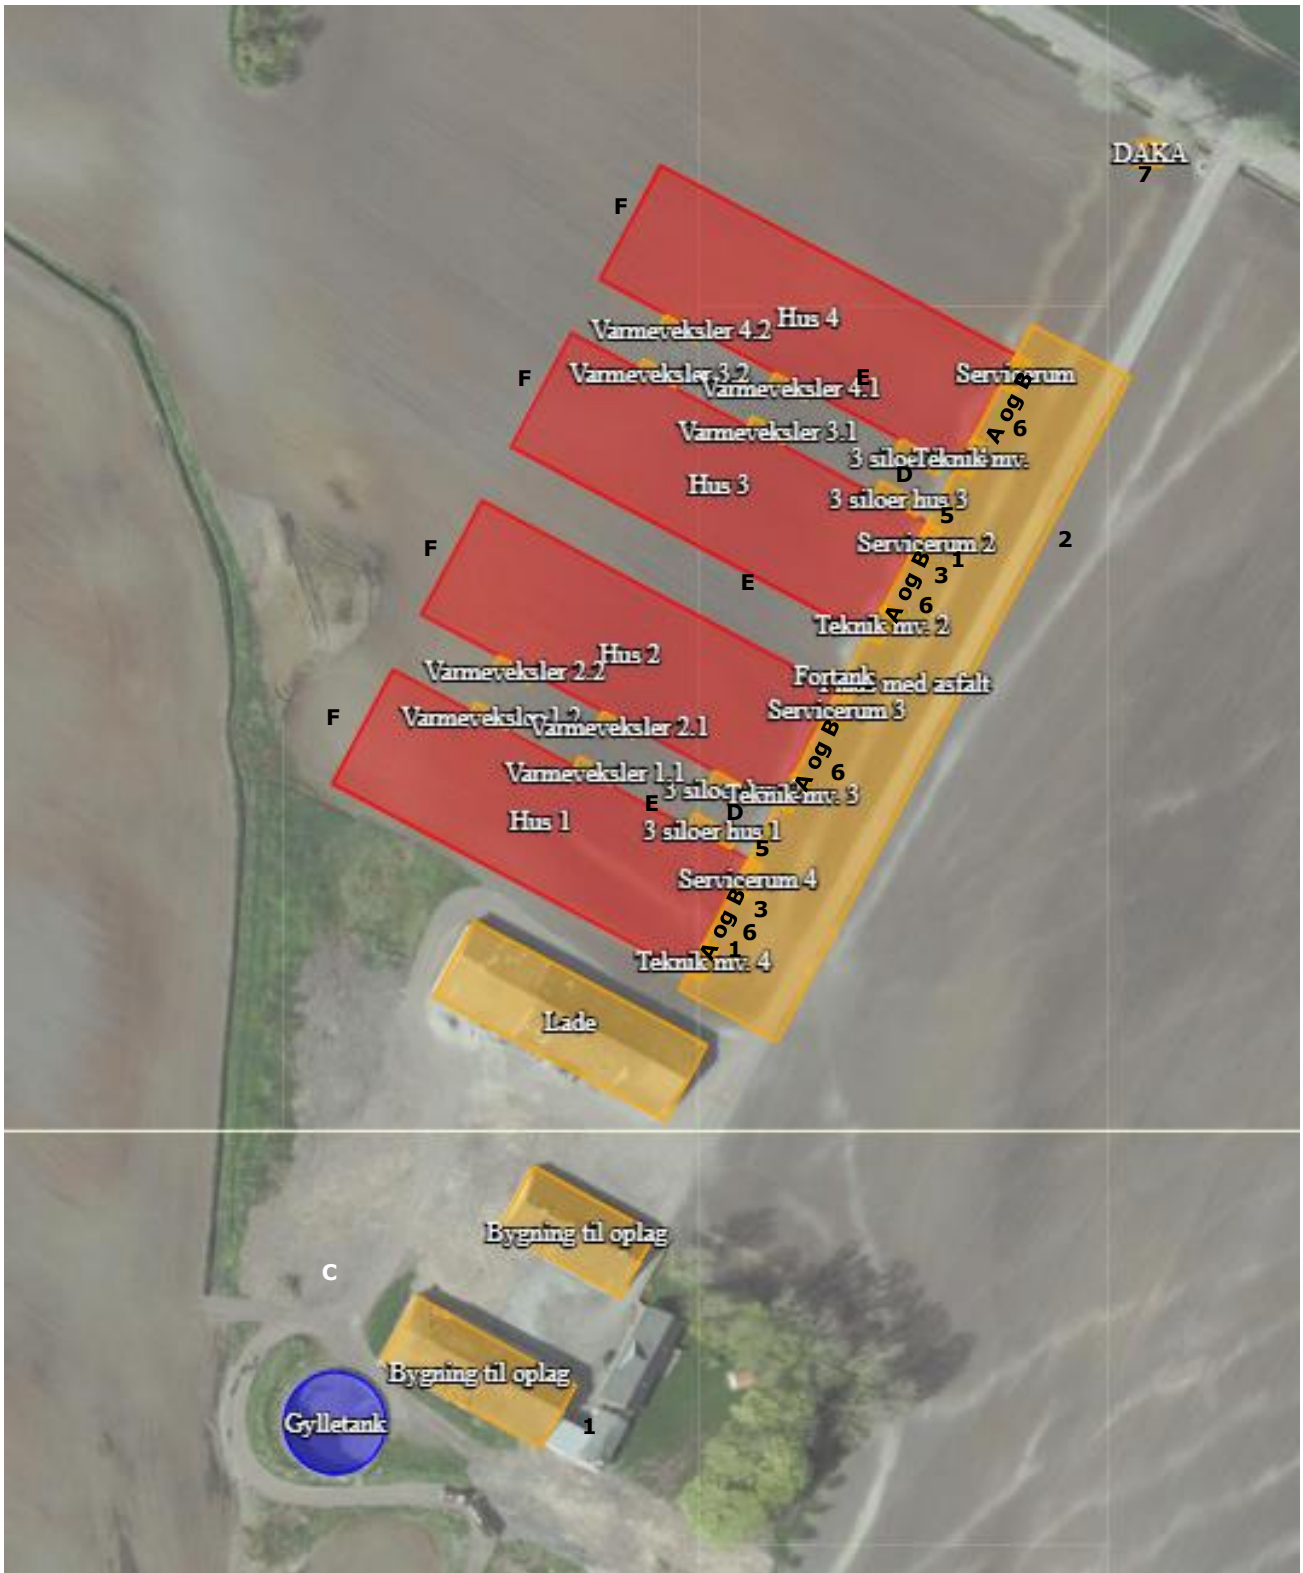 DAKA
7
F
Hus 4
Varmeveksler 4.2
F
Varmeveksler 3.2
E
Servicerum
Varmeveksler 4.1
A og B
6
Varmeveksler 3.1
3 siloer
Teknik mv.
D
Hus 3
3 siloer hus 3
5
2
F
Servicerum 2
1
E
A og B
3
6
Teknik mv. 2
Hus 2
Varmeveksler 2.2
Fortank
med asfalt
F
Varmeveksler 1.2
Servicerum 3
Varmeveksler 2.1
A og B
6
Varmeveksler 1.1
3 siloer
Teknik mv. 3
E
D
Hus 1
3 siloer hus 1
5
Servicerum 4
A og B
3
6
1
Teknik mv. 4
Lade
Bygning til oplag
C
Bygning til oplag
Gylletank
1